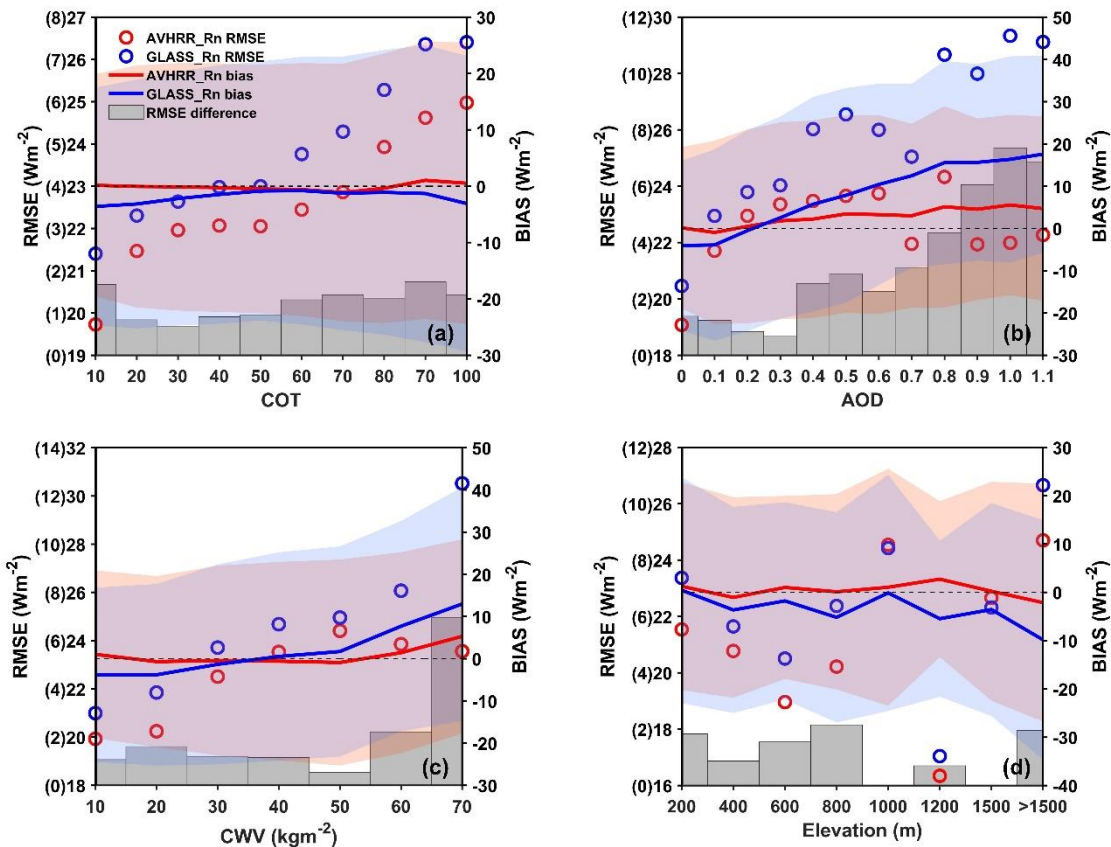 (8)27
(7)26
(6)25
(5)24
(4)23
(3)22
(2)21
(1)20
(0)19
RMSE (Wm-2)
AVHRR_Rn RMSE
GLASS_Rn RMSE
AVHRR_Rn bias
GLASS_Rn bias
RMSE difference
(a)
30
20
10
0
-10
-20
-30
BIAS (Wm-2)
10 20 30 40 50 60 70 80 70 100
COT
(12)30
(10)28
(8)26
(6)24
(4)22
(2)20
(0)18
RMSE (Wm-2)
(b)
50
40
30
20
10
0
-10
-20
-30
BIAS (Wm-2)
0 0.1 0.2 0.3 0.4 0.5 0.6 0.7 0.8 0.9 1.0 1.1
AOD
(14)32
(12)30
(10)28
(8)26
(6)24
(4)22
(2)20
(0)18
RMSE (Wm-2)
(c)
50
40
30
20
10
0
-10
-20
-30
BIAS (Wm-2)
10 20 30 40 50 60 70
CWV (kgm-2)
(12)28
(10)26
(8)24
(6)22
(4)20
(2)18
(0)16
RMSE (Wm-2)
(d)
30
20
10
0
-10
-20
-30
-40
BIAS (Wm-2)
200 400 600 800 1000 1200 1500 >1500
Elevation (m)